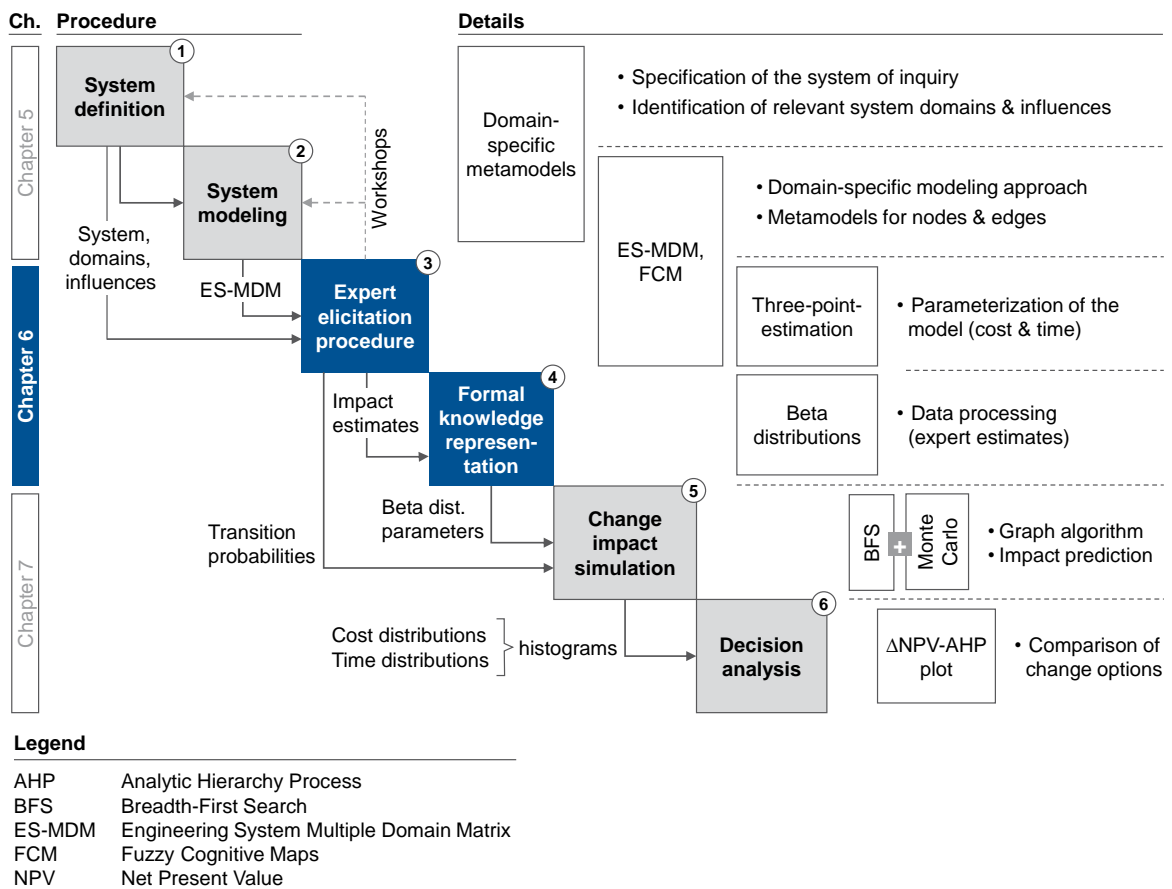 Ch.
Procedure
Details
Chapter 5
Chapter 6
Chapter 7
1
System
definition
2
System
modeling
Workshops
System,
domains,
influences
ES-MDM
3
Expert
elicitation
procedure
Impact
estimates
4
Formal
knowledge
represen-
tation
Transition
probabilities
Beta dist.
parameters
5
Change
impact
simulation
Cost distributions
Time distributions
histograms
6
Decision
analysis
Domain-
specific
metamodels
• Specification of the system of inquiry
• Identification of relevant system domains & influences
ES-MDM,
FCM
• Domain-specific modeling approach
• Metamodels for nodes & edges
Three-point-
estimation
• Parameterization of the
model (cost & time)
Beta
distributions
• Data processing
(expert estimates)
BFS
+
Monte
Carlo
• Graph algorithm
• Impact prediction
ΔNPV-AHP
plot
• Comparison of
change options
Legend
AHP Analytic Hierarchy Process
BFS Breadth-First Search
ES-MDM Engineering System Multiple Domain Matrix
FCM Fuzzy Cognitive Maps
NPV Net Present Value